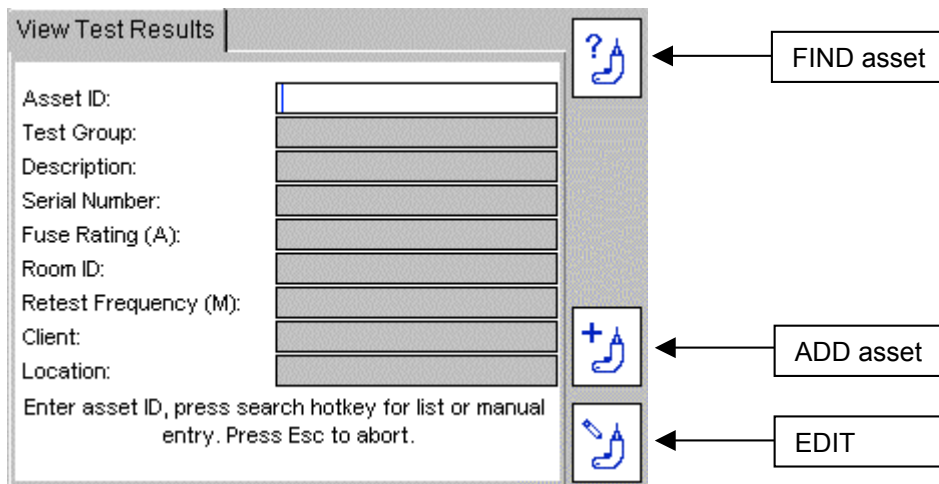 View Test Results
?
FIND asset
Asset ID:
Test Group:
Description:
Serial Number:
Fuse Rating (A):
Room ID:
Retest Frequency (M):
Client:
Location:
+
ADD asset
Enter asset ID, press search hotkey for list or manual
entry. Press Esc to abort.
EDIT